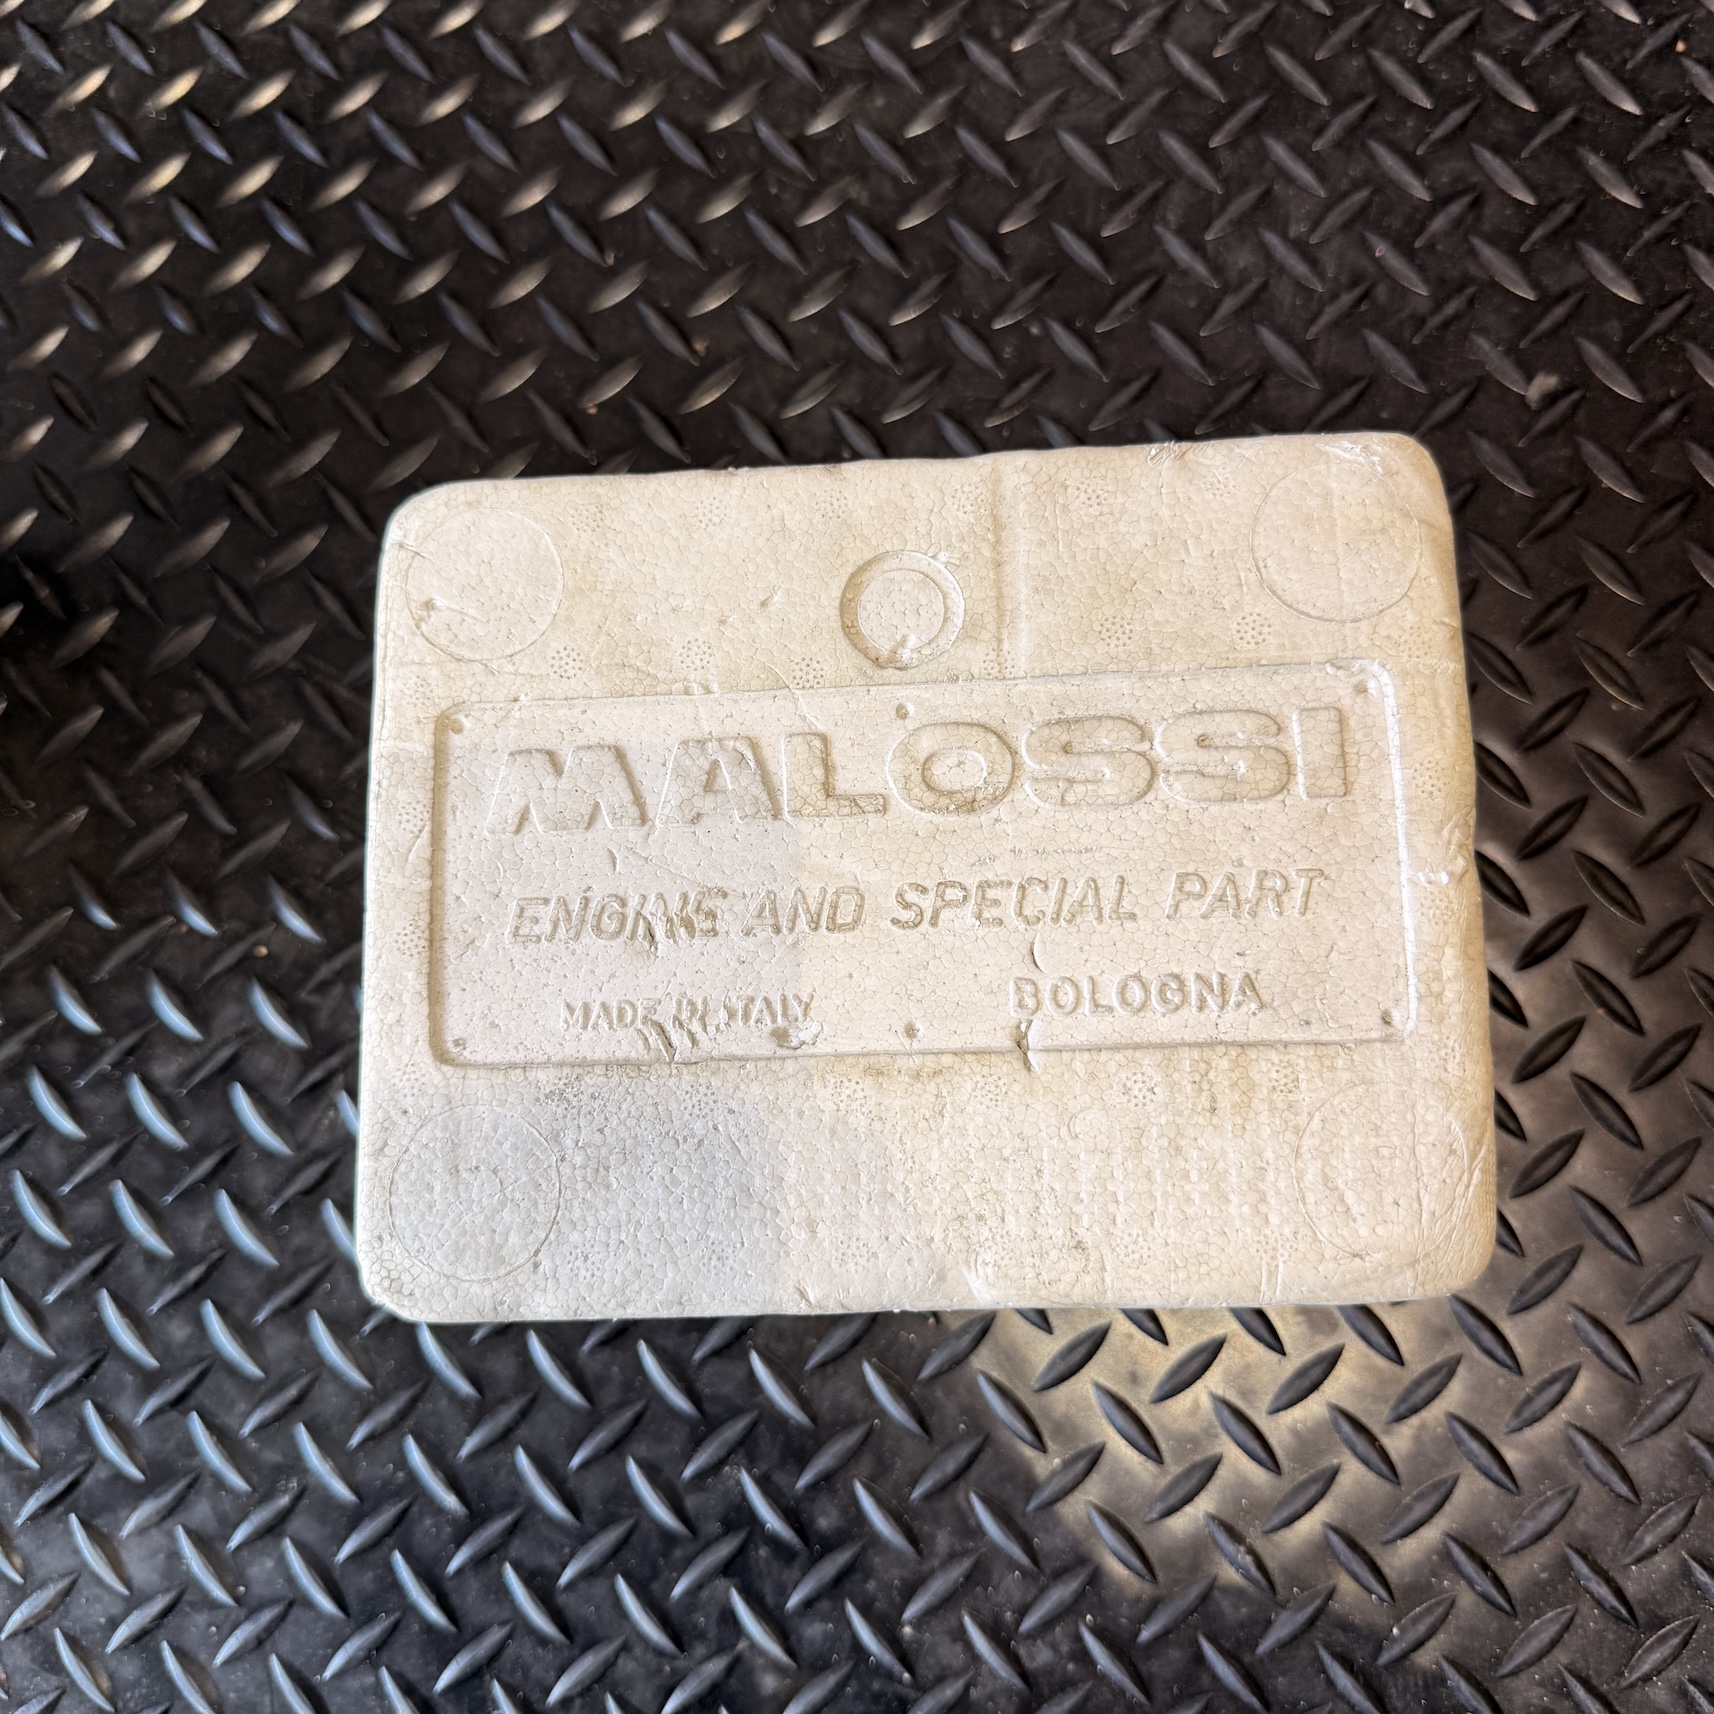 MALOSSI
ENGINE AND SPECIAL PART
MADE IN ITALY BOLOGNA